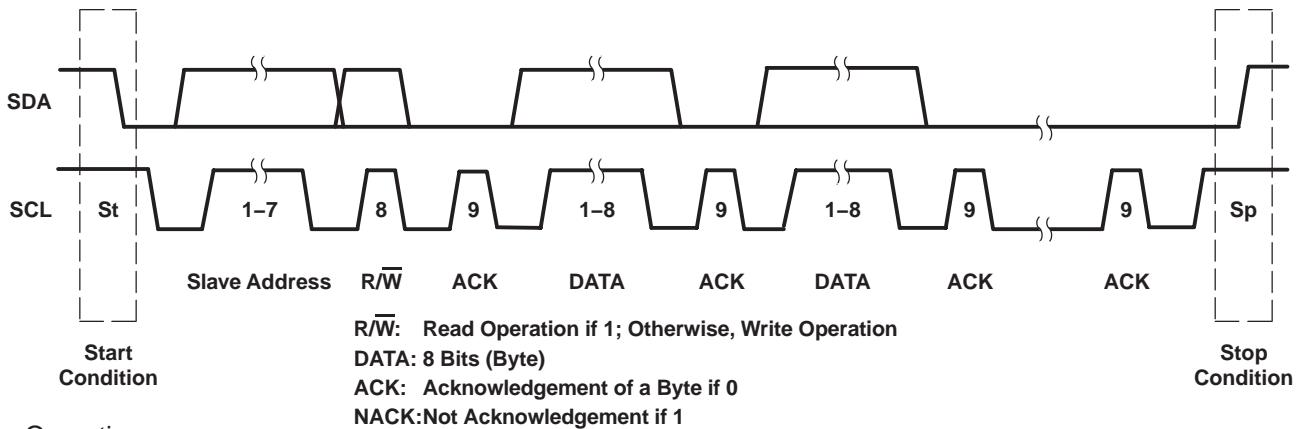 SDA
SCL St 1–7 8 9 1–8 9 1–8 9 9 Sp
Slave Address R/W̅ ACK DATA ACK DATA ACK ACK
R/W̅: Read Operation if 1; Otherwise, Write Operation
DATA: 8 Bits (Byte)
ACK: Acknowledgement of a Byte if 0
NACK:Not Acknowledgement if 1
Start
Condition
Stop
Condition